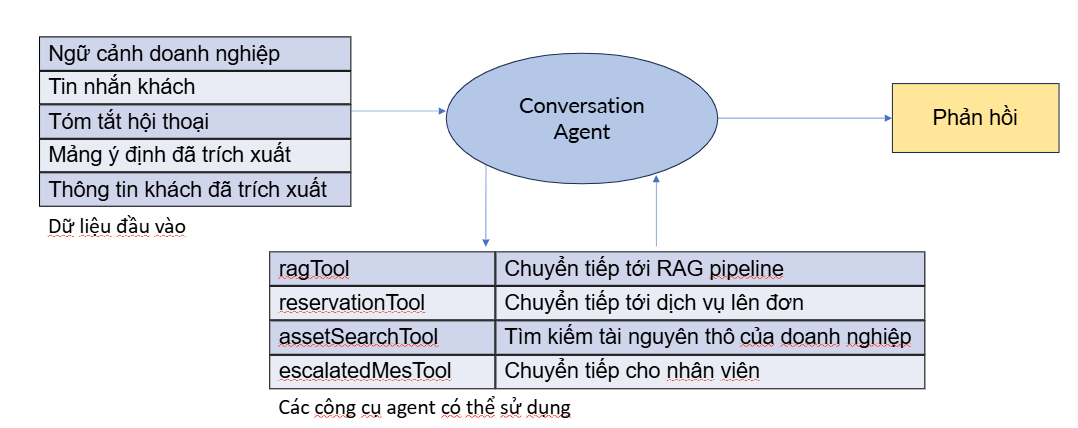 Ngữ cảnh doanh nghiệp
Tin nhắn khách
Tóm tắt hội thoại
Mảng ý định đã trích xuất
Thông tin khách đã trích xuất
Dữ liệu đầu vào
Conversation
Agent
Phản hồi
ragTool
Chuyển tiếp tới RAG pipeline
reservationTool
Chuyển tiếp tới dịch vụ lên đơn
assetSearchTool
Tìm kiếm tài nguyên thô của doanh nghiệp
escalatedMesTool
Chuyển tiếp cho nhân viên
Các công cụ agent có thể sử dụng